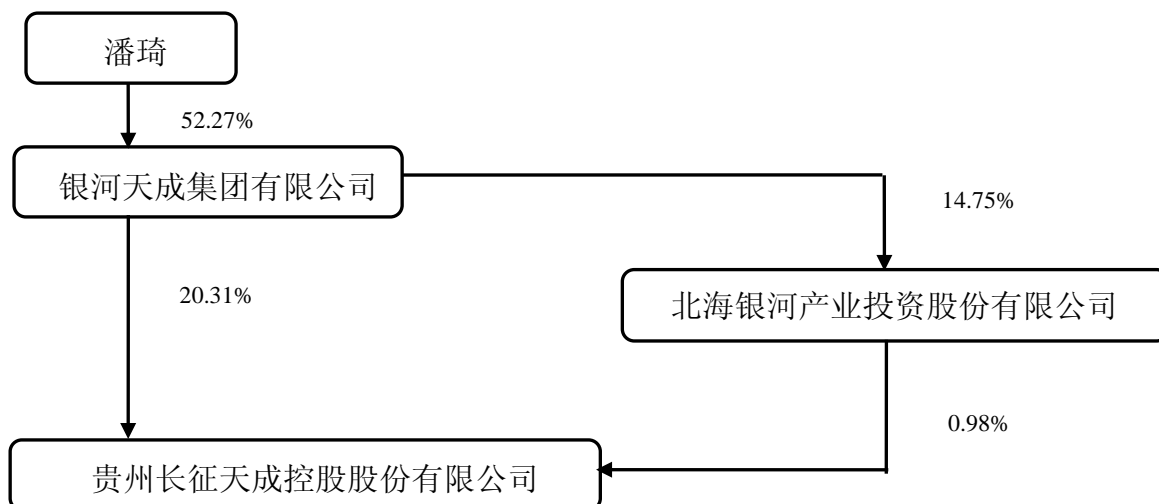 潘琦
52.27%
银河天成集团有限公司
14.75%
20.31%
北海银河产业投资股份有限公司
0.98%
贵州长征天成控股股份有限公司